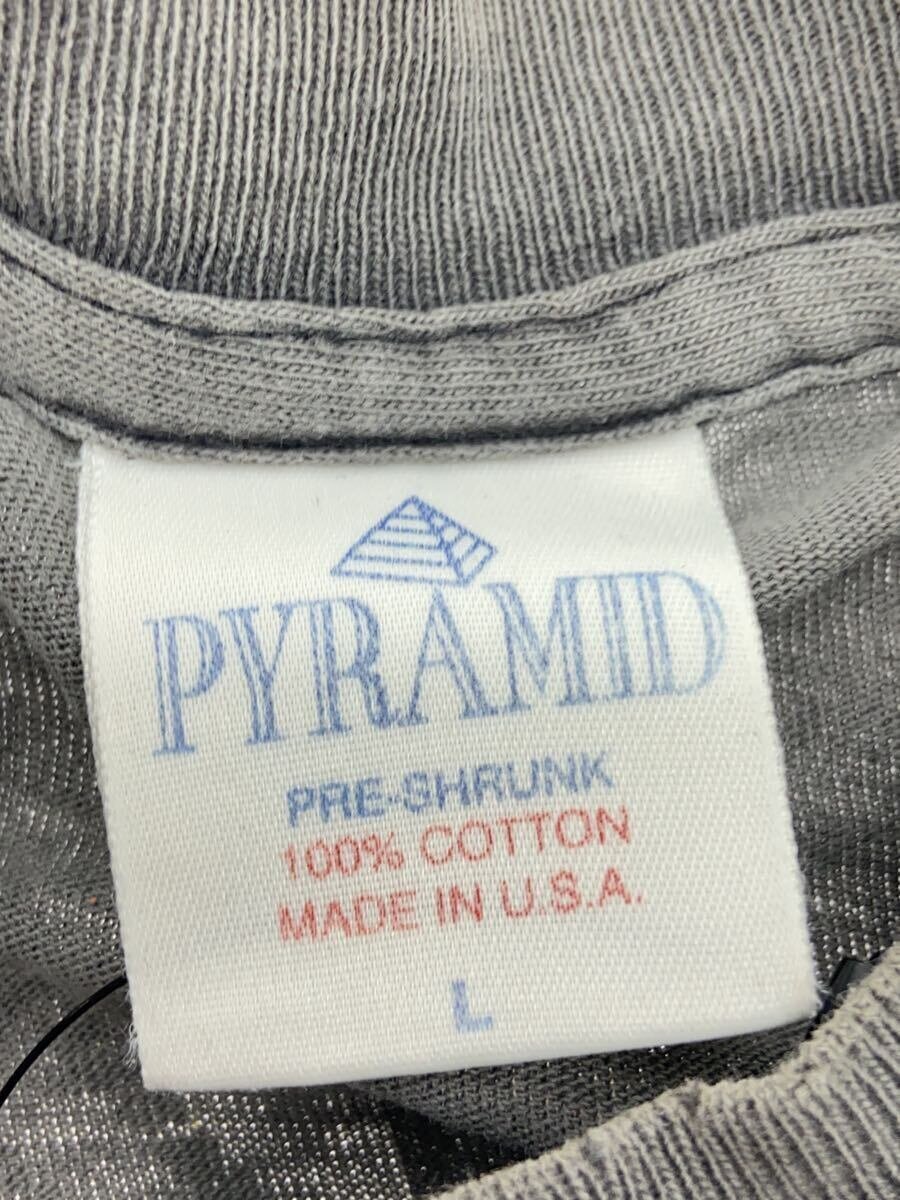 PYRAMID
PRE-SHRUNK
100% COTTON
MADE IN U.S.A.
L